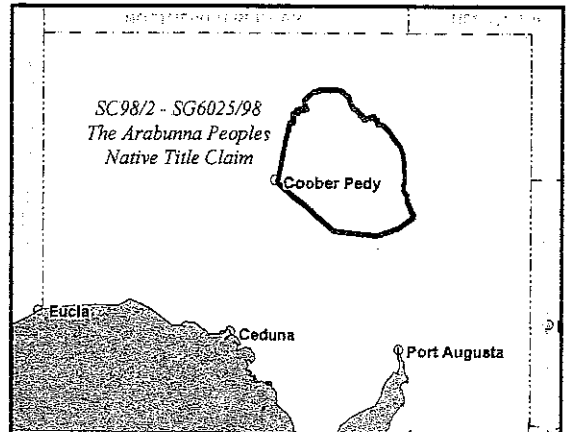 SC98/2 - SG6025/98
The Arabunna Peoples
Native Title Claim
Coober Pedy
Eucla
Ceduna
Port Augusta